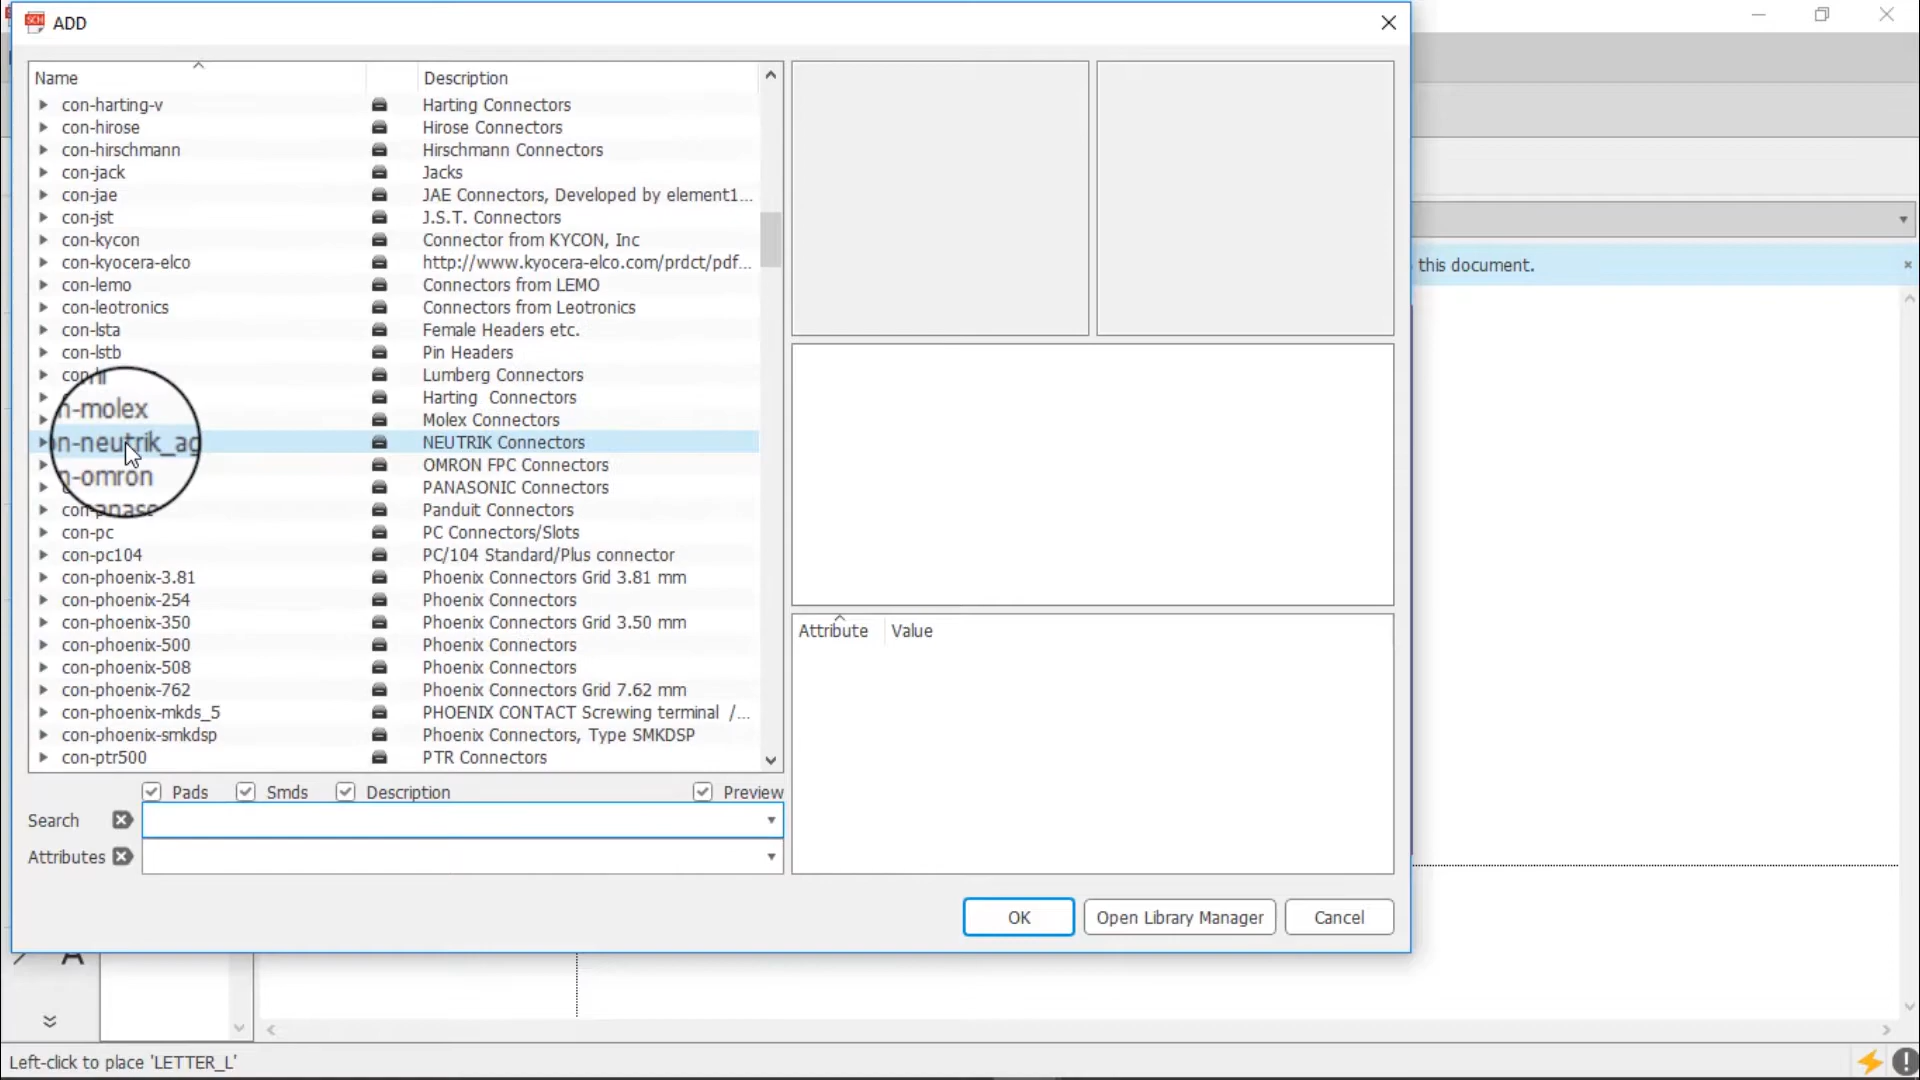 SCH ADD
Name Description
con-harting-v Harting Connectors
con-hirose Hirose Connectors
con-hirschmann Hirschmann Connectors
con-jack Jacks
con-jae JAE Connectors, Developed by element1...
con-jst J.S.T. Connectors
con-kycon Connector from KYCON, Inc
con-kyocera-elco http://www.kyocera-elco.com/prdct/pdf...
con-lemo Connectors from LEMO
con-leotronics Connectors from Leotronics
con-lsta Female Headers etc.
con-lstb Pin Headers
Lumberg Connectors
Harting Connectors
n-molex Molex Connectors
on-neutrik_ag NEUTRIK Connectors
n-omron OMRON FPC Connectors
PANASONIC Connectors
Panduit Connectors
con-pc PC Connectors/Slots
con-pc104 PC/104 Standard/Plus connector
con-phoenix-3.81 Phoenix Connectors Grid 3.81 mm
con-phoenix-254 Phoenix Connectors
con-phoenix-350 Phoenix Connectors Grid 3.50 mm
con-phoenix-500 Phoenix Connectors
con-phoenix-508 Phoenix Connectors
con-phoenix-762 Phoenix Connectors Grid 7.62 mm
con-phoenix-mkds_5 PHOENIX CONTACT Screwing terminal /...
con-phoenix-smkdsp Phoenix Connectors, Type SMKDSP
con-ptr500 PTR Connectors
Pads Smds Description Preview
Search
Attributes
Attribute Value
OK Open Library Manager Cancel
this document.
Left-click to place 'LETTER_L'